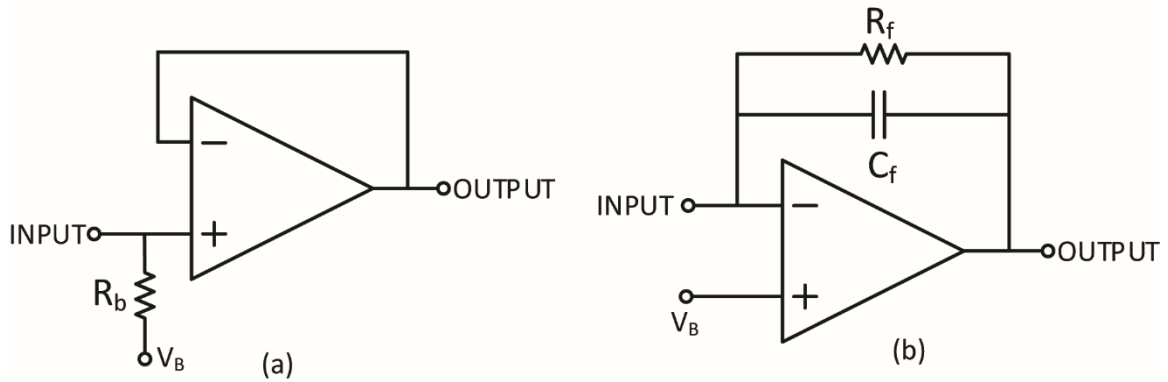 −
+
INPUT
OUTPUT
R_b
V_B
(a)
R_f
C_f
−
+
INPUT
OUTPUT
V_B
(b)